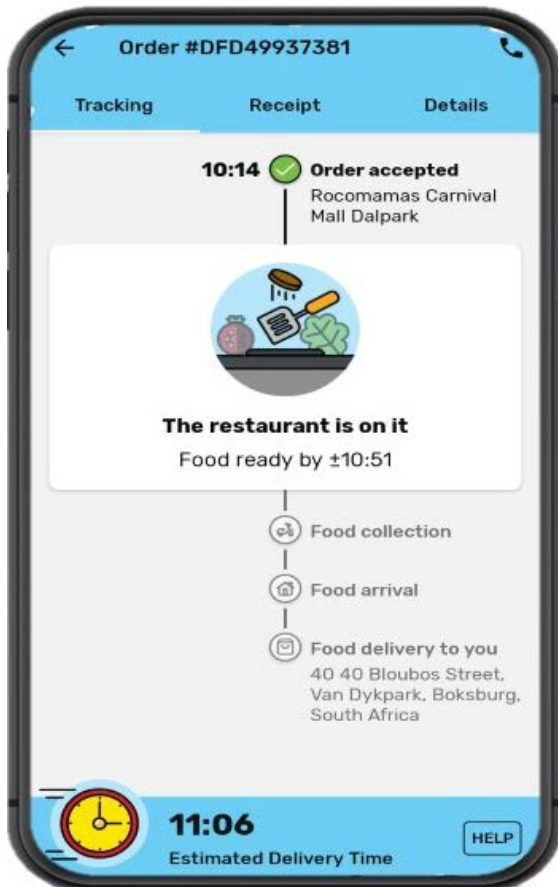 Order #DFD49937381
Tracking Receipt Details
10:14 Order accepted
Rocomamas Carnival
Mall Dalpark
The restaurant is on it
Food ready by ±10:51
Food collection
Food arrival
Food delivery to you
40 40 Bloubos Street,
Van Dykpark, Boksburg,
South Africa
11:06
Estimated Delivery Time
HELP